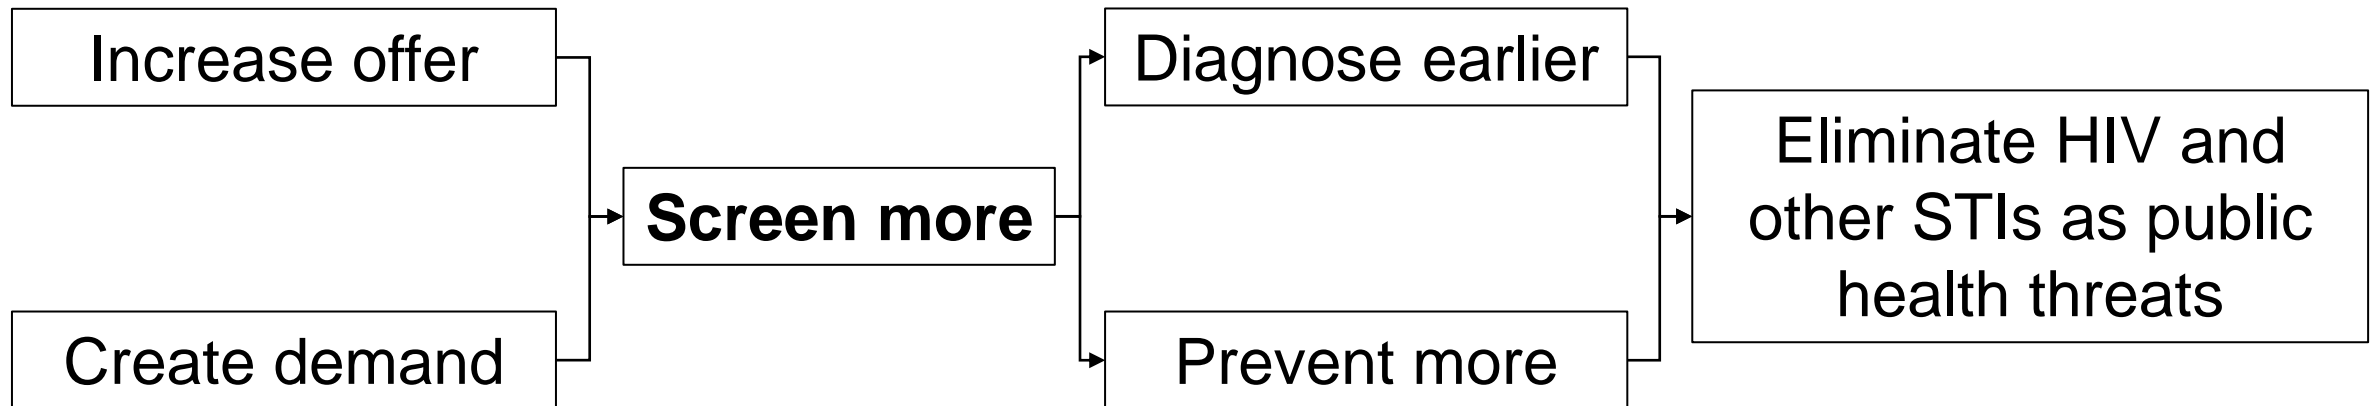 Increase offer
Create demand
Screen more
Diagnose earlier
Prevent more
Eliminate HIV and
other STIs as public
health threats